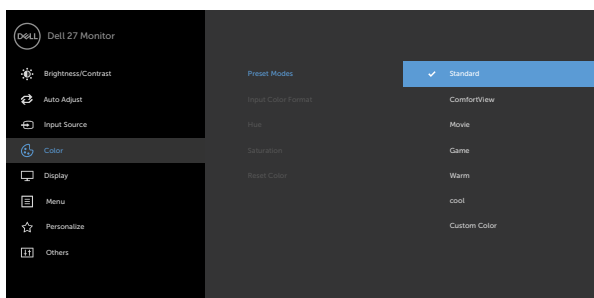 DELL
Dell 27 Monitor
Brightness/Contrast
Auto Adjust
Input Source
Color
Display
Menu
Personalize
Others
Preset Modes
Input Color Format
Hue
Saturation
Reset Color
Standard
ComfortView
Movie
Game
Warm
cool
Custom Color